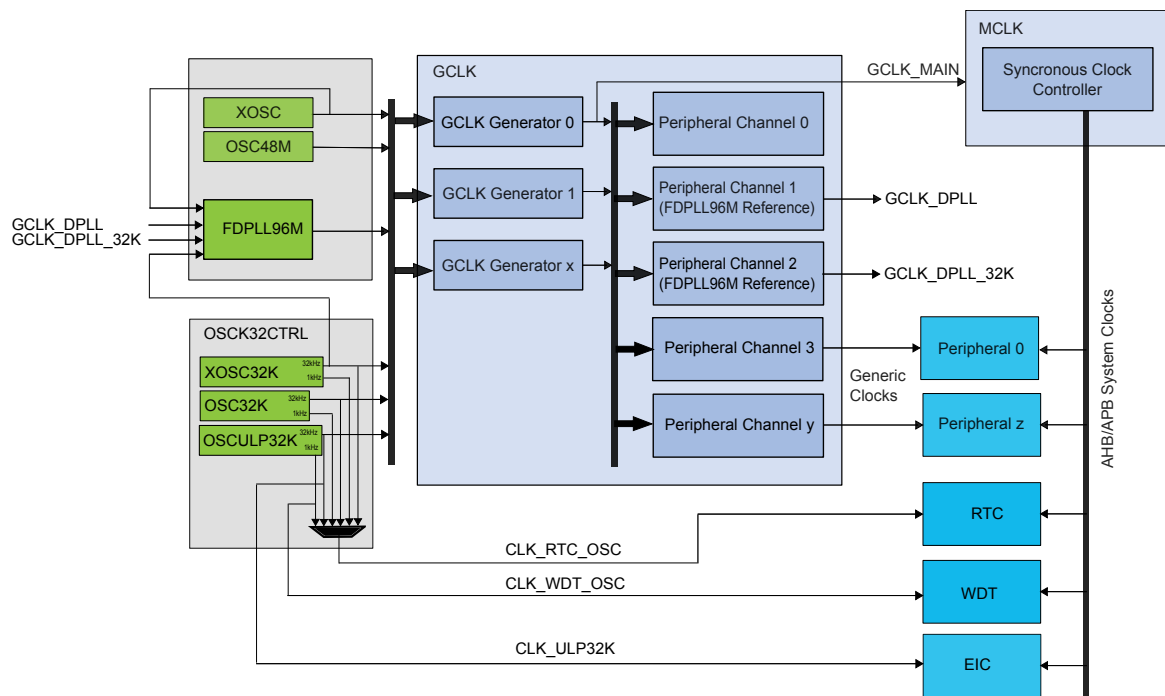 MCLK
Syncronous Clock
Controller
GCLK
GCLK_MAIN
XOSC
OSC48M
FDPLL96M
GCLK_DPLL
GCLK_DPLL_32K
GCLK Generator 0
GCLK Generator 1
GCLK Generator x
Peripheral Channel 0
Peripheral Channel 1
(FDPLL96M Reference)
GCLK_DPLL
Peripheral Channel 2
(FDPLL96M Reference)
GCLK_DPLL_32K
Peripheral Channel 3
Peripheral Channel y
Generic
Clocks
Peripheral 0
Peripheral z
AHB/APB System Clocks
OSCK32CTRL
XOSC32K
32kHz
1kHz
OSC32K
32kHz
1kHz
OSCULP32K
32kHz
1kHz
CLK_RTC_OSC
RTC
CLK_WDT_OSC
WDT
CLK_ULP32K
EIC